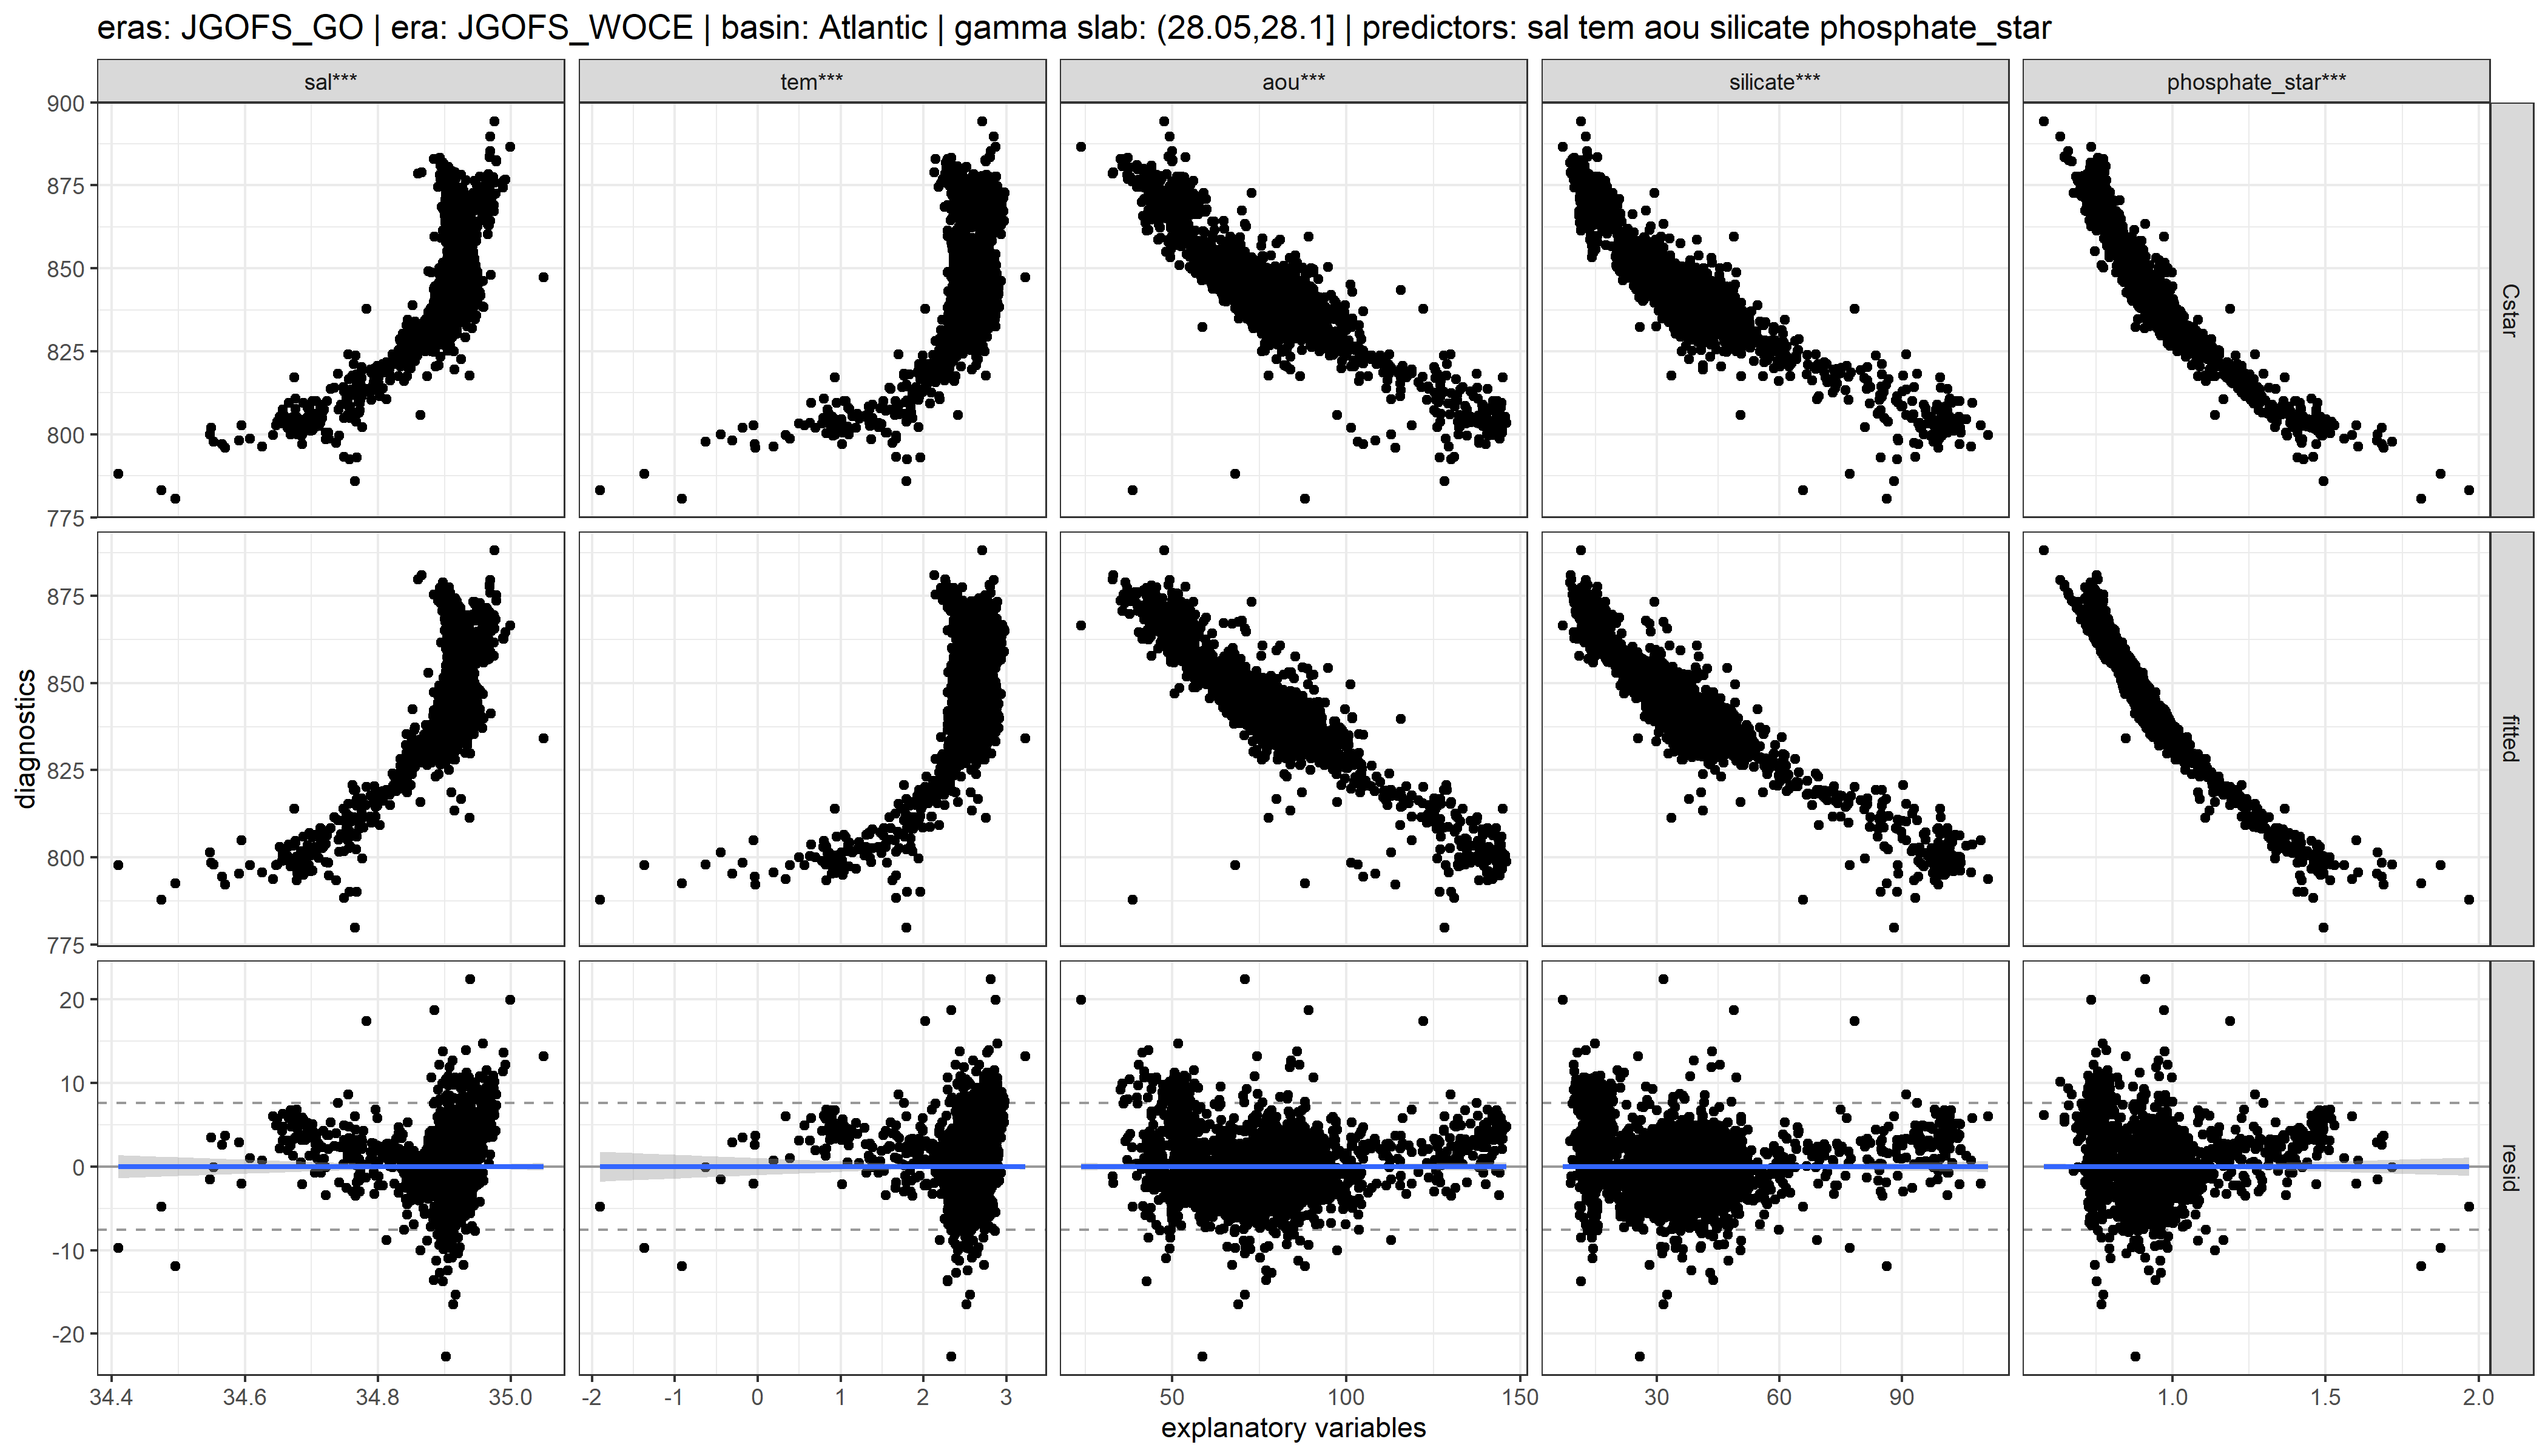 eras: JGOFS_GO | era: JGOFS_WOCE | basin: Atlantic | gamma slab: (28.05,28.1] | predictors: sal tem aou silicate phosphate_star
sal*** tem*** aou*** silicate*** phosphate_star***
900
875
850
825
800
775
Cstar
875
850
825
800
775
fitted
diagnostics
20
10
0
-10
-20
resid
34.4 34.6 34.8 35.0 -2 -1 0 1 2 3 50 100 150 30 60 90 1.0 1.5 2.0
explanatory variables